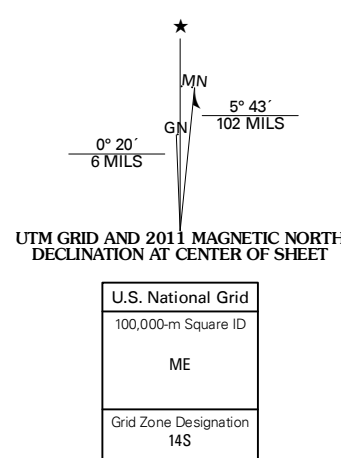 ★
MN
GN
5° 43´
102 MILS
0° 20´
6 MILS
UTM GRID AND 2011 MAGNETIC NORTH
DECLINATION AT CENTER OF SHEET
U.S. National Grid
100,000-m Square ID
ME
Grid Zone Designation
14S